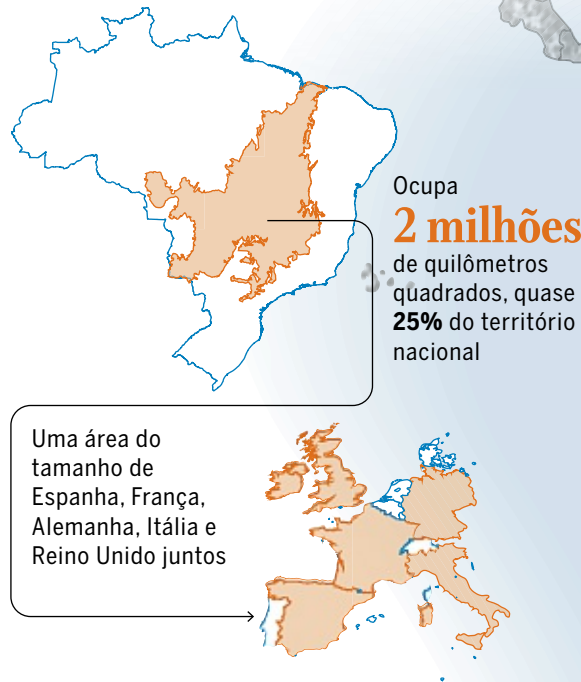 Ocupa
2 milhões
de quilômetros
quadrados, quase
25% do território
nacional
Uma área do
tamanho de
Espanha, França,
Alemanha, Itália e
Reino Unido juntos